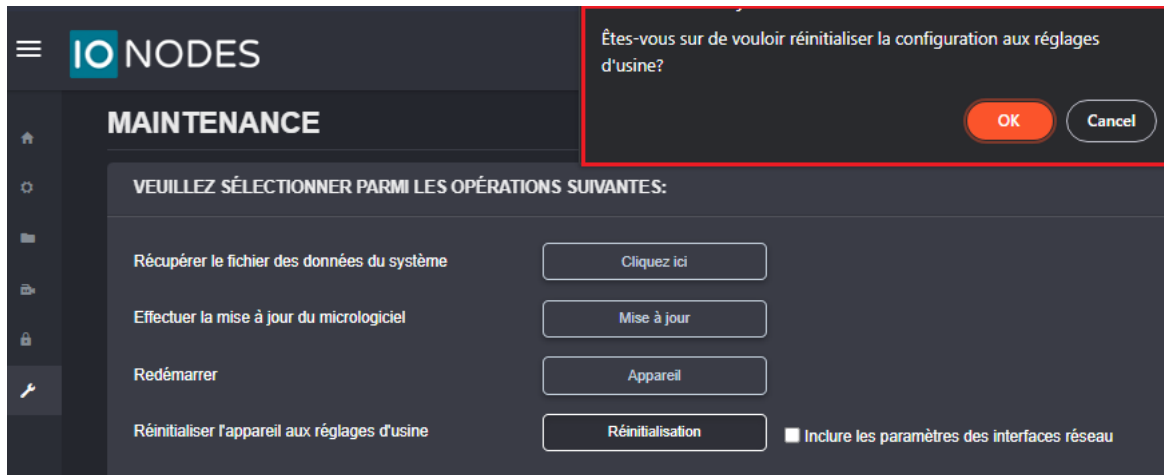 IO NODES
Êtes-vous sur de vouloir réinitialiser la configuration aux réglages
d'usine?
OK
Cancel
MAINTENANCE
VEUILLEZ SÉLECTIONNER PARMI LES OPÉRATIONS SUIVANTES:
Récupérer le fichier des données du système
Cliquez ici
Effectuer la mise à jour du micrologiciel
Mise à jour
Redémarrer
Appareil
Réinitialiser l'appareil aux réglages d'usine
Réinitialisation
Inclure les paramètres des interfaces réseau